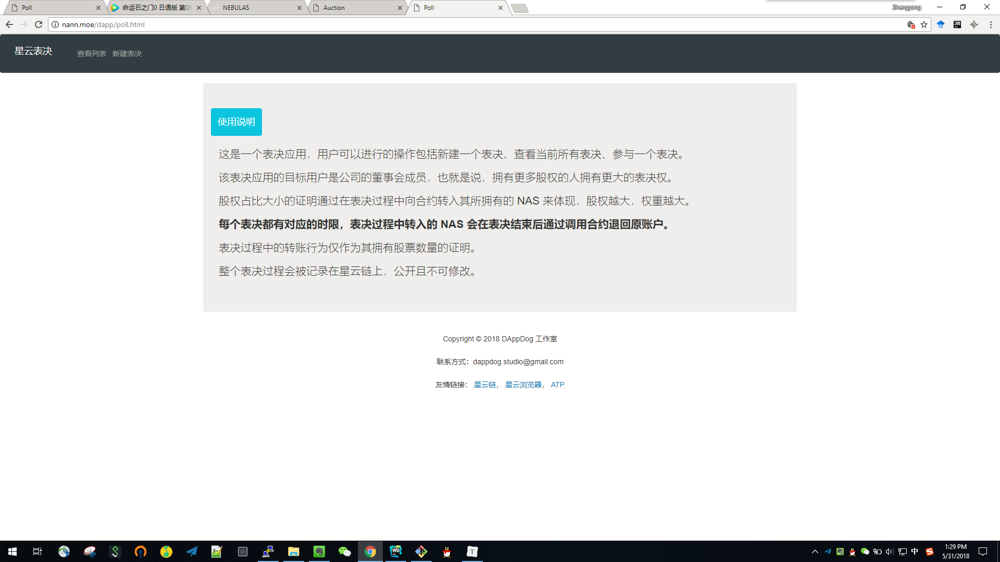 Poll
命运石之门0 日语版 第08
NEBULAS
Auction
Poll
Zhengyang
nann.moe/dapp/poll.html
星云表决
查看列表 新建表决
使用说明
这是一个表决应用，用户可以进行的操作包括新建一个表决、查看当前所有表决、参与一个表决。
该表决应用的目标用户是公司的董事会成员，也就是说，拥有更多股权的人拥有更大的表决权。
股权占比大小的证明通过在表决过程中向合约转入其所拥有的 NAS 来体现，股权越大，权重越大。
每个表决都有对应的时限，表决过程中转入的 NAS 会在表决结束后通过调用合约退回原账户。
表决过程中的转账行为仅作为其拥有股票数量的证明。
整个表决过程会被记录在星云链上，公开且不可修改。
Copyright © 2018 DAppDog 工作室
联系方式：dappdog.studio@gmail.com
友情链接： 星云链， 星云浏览器， ATP
中
1:29 PM
5/31/2018